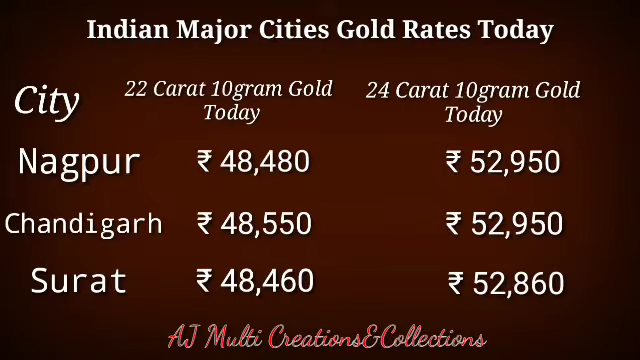 Indian Major Cities Gold Rates Today
City 22 Carat 10gram Gold Today 24 Carat 10gram Gold Today
Nagpur ₹ 48,480 ₹ 52,950
Chandigarh ₹ 48,550 ₹ 52,950
Surat ₹ 48,460 ₹ 52,860
AJ Multi Creations&Collections